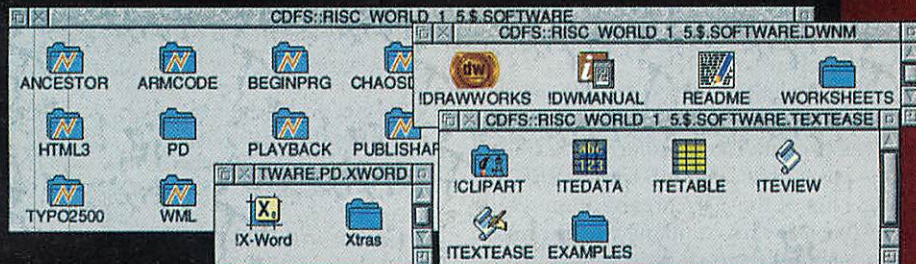 CDFS::RISC_WORLD_1_5.$.SOFTWARE
ANCESTOR ARMCODE BEGINPRG
HTML3 PD PLAYBACK
TYPO2500 WML
CDFS::RISC_WORLD_1_5.$.SOFTWARE.DWNM
!DRAWWORKS !DWMANUAL README WORKSHEETS
TWARE.PD.XWORD
!X-Word Xtras
CDFS::RISC_WORLD_1_5.$.SOFTWARE.TEXTEASE
!CLIPART !TEDATA !TETABLE !TEVIEW
!TEXTEASE EXAMPLES